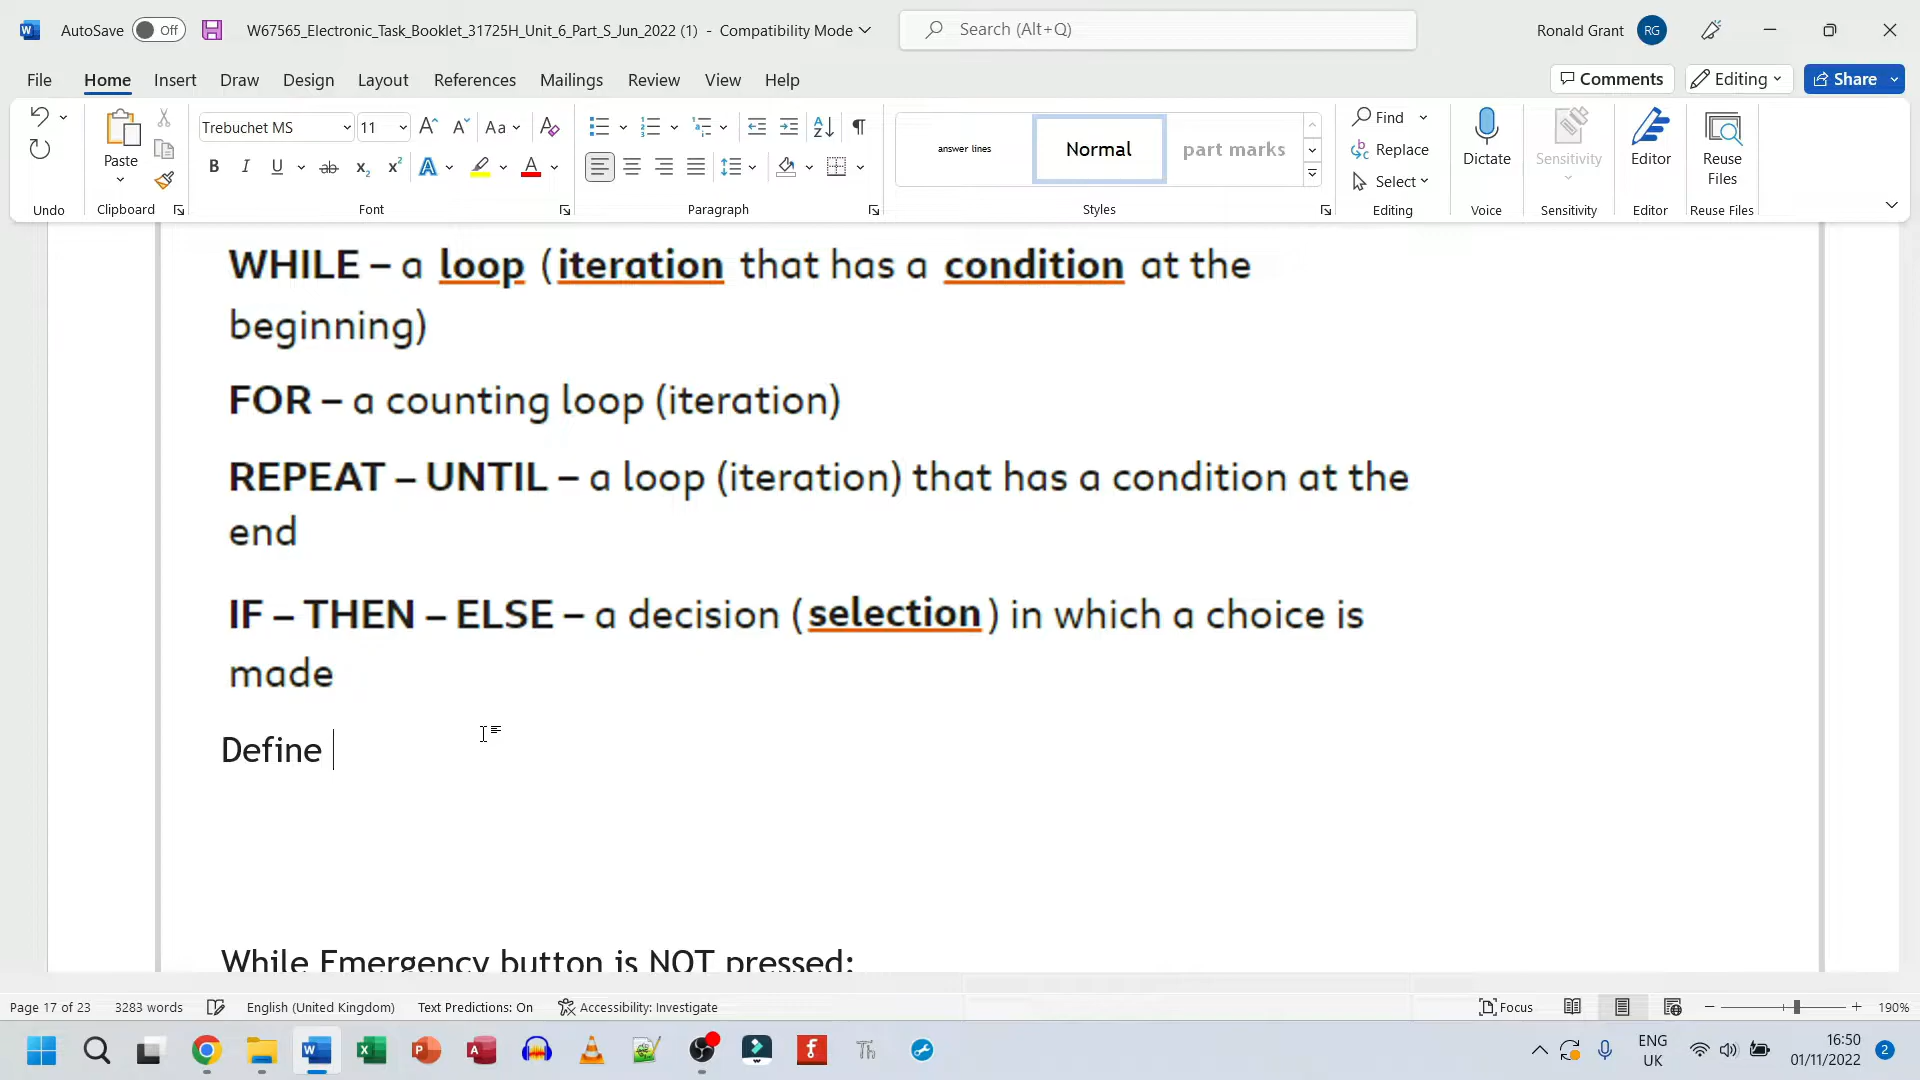 AutoSave Off W67565_Electronic_Task_Booklet_31725H_Unit_6_Part_S_Jun_2022 (1) - Compatibility Mode Search (Alt+Q) Ronald Grant RG
File Home Insert Draw Design Layout References Mailings Review View Help Comments Editing Share
Paste Trebuchet MS 11 Aa answer lines Normal part marks Find Replace Select Dictate Sensitivity Editor Reuse Files
Undo Clipboard Font Paragraph Styles Editing Voice Sensitivity Editor Reuse Files
WHILE – a loop (iteration that has a condition at the
beginning)
FOR – a counting loop (iteration)
REPEAT – UNTIL – a loop (iteration) that has a condition at the
end
IF – THEN – ELSE – a decision (selection) in which a choice is
made
Define
While Emergency button is NOT pressed:
Page 17 of 23 3283 words English (United Kingdom) Text Predictions: On Accessibility: Investigate Focus 190%
ENG 16:50
UK 01/11/2022 2